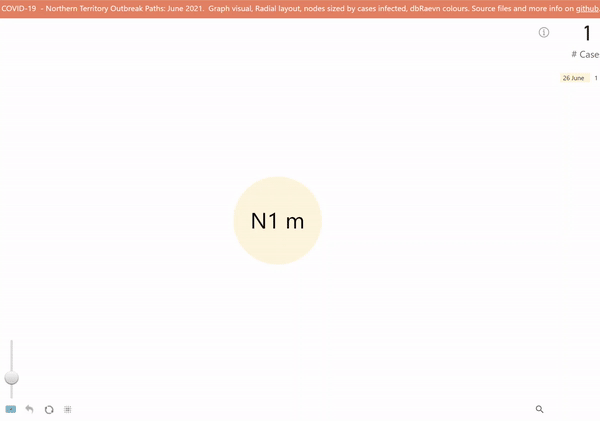 COVID-19 - Northern Territory Outbreak Paths: June 2021. Graph visual, Radial layout, nodes sized by cases infected, dbRaevn colours. Source files and more info on github.
1
# Case
26 June 1
N1 m